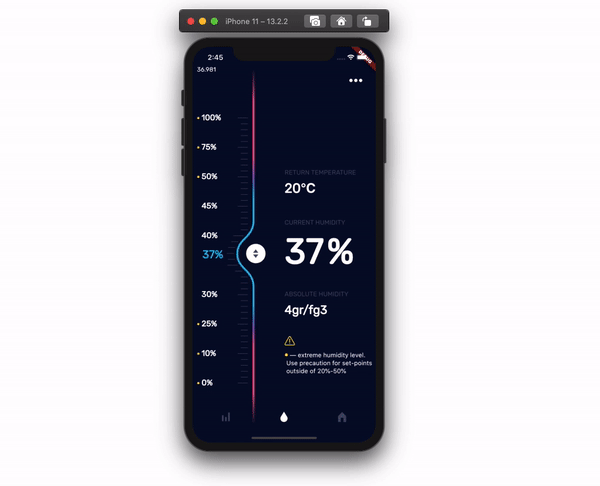 iPhone 11 – 13.2.2
2:45
DEBUG
36.981
100%
75%
50%
45%
40%
37%
30%
25%
10%
0%
RETURN TEMPERATURE
20°C
CURRENT HUMIDITY
37%
ABSOLUTE HUMIDITY
4gr/fg3
— extreme humidity level.
Use precaution for set-points
outside of 20%-50%